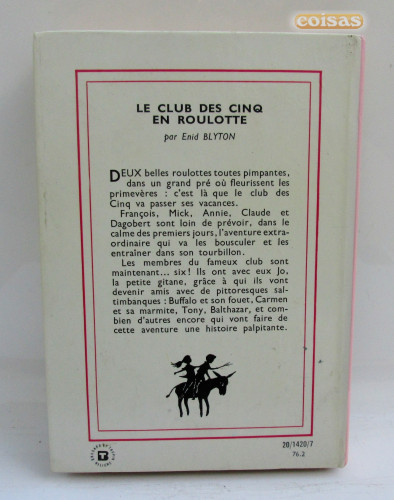 eoisas
LE CLUB DES CINQ
EN ROULOTTE
par Enid BLYTON
DEUX belles roulottes toutes pimpantes,
dans un grand pré où fleurissent les
primevères : c'est là que le club des
Cinq va passer ses vacances.
François, Mick, Annie, Claude et
Dagobert sont loin de prévoir, dans le
calme des premiers jours, l'aventure extra-
ordinaire qui va les bousculer et les
entraîner dans son tourbillon.
Les membres du fameux club sont
maintenant... six! Ils ont avec eux Jo,
la petite gitane, grâce à qui ils vont
devenir amis avec de pittoresques sal-
timbanques : Buffalo et son fouet, Carmen
et sa marmite, Tony, Balthazar, et com-
bien d'autres encore qui vont faire de
cette aventure une histoire palpitante.
20/1420/7
76.2